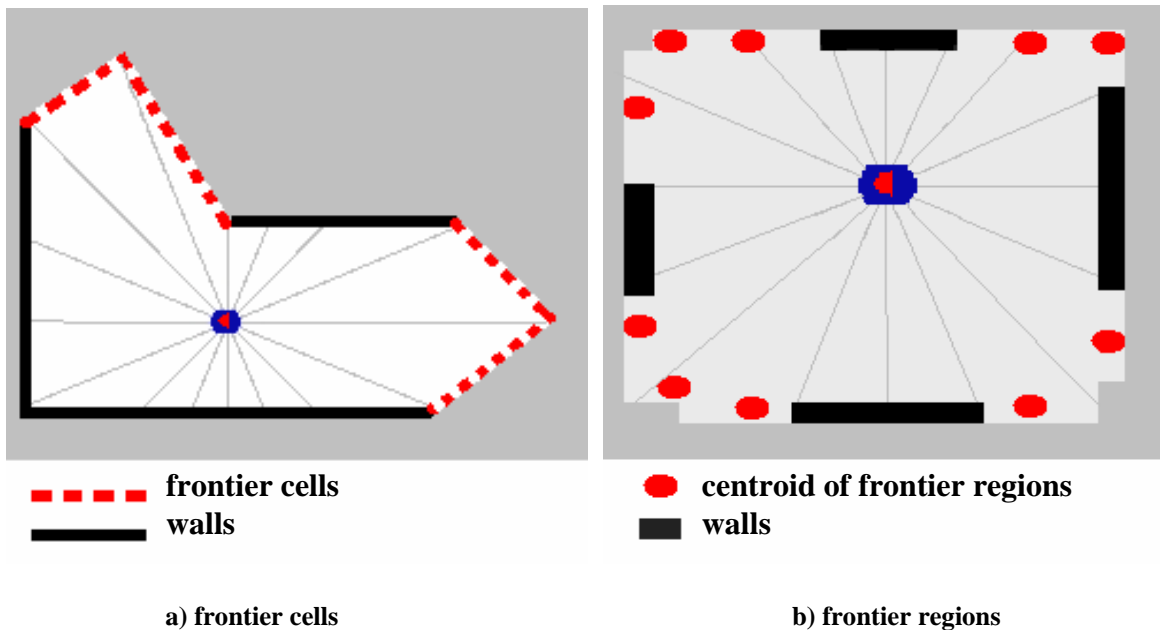 frontier cells
walls
centroid of frontier regions
walls
a) frontier cells
b) frontier regions